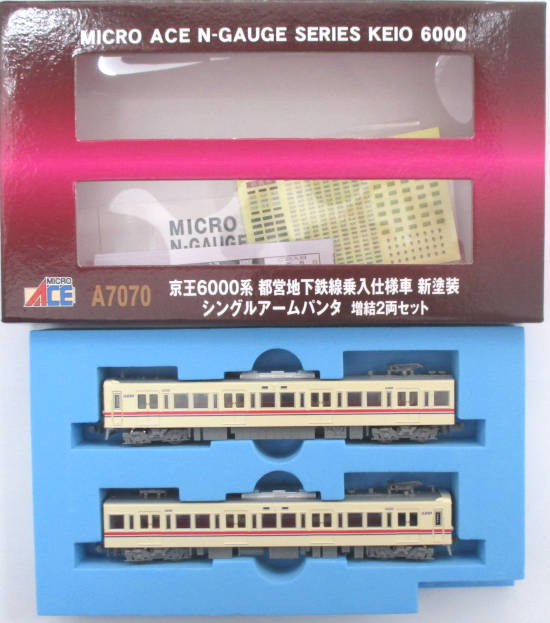 MICRO ACE N-GAUGE SERIES KEIO 6000
MICRO
N-GAUGE
MICRO
ACE
A7070
京王6000系 都営地下鉄線乗入仕様車 新塗装
シングルアームパンタ 増結2両セット